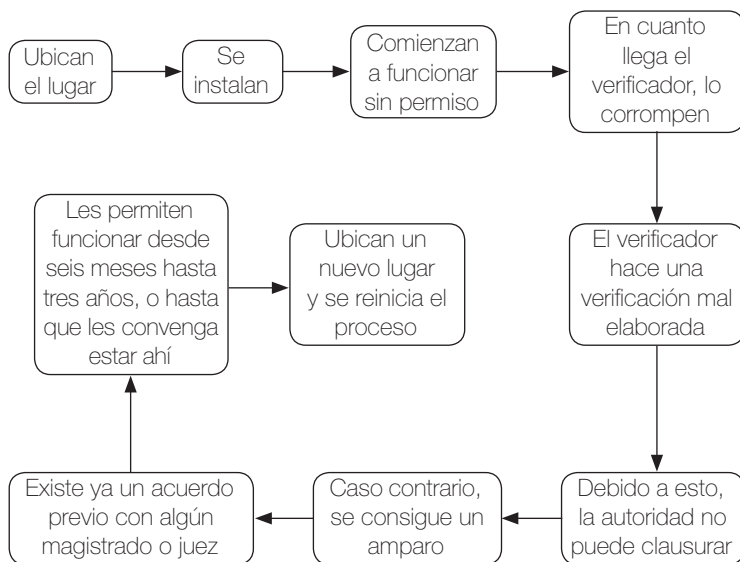 Ubican
el lugar
Se
instalan
Comienzan
a funcionar
sin permiso
En cuanto
llega el
verificador, lo
corrompen
El verificador
hace una
verificación mal
elaborada
Debido a esto,
la autoridad no
puede clausurar
Caso contrario,
se consigue un
amparo
Existe ya un acuerdo
previo con algún
magistrado o juez
Les permiten
funcionar desde
seis meses hasta
tres años, o hasta
que les convenga
estar ahí
Ubican un
nuevo lugar
y se reinicia el
proceso